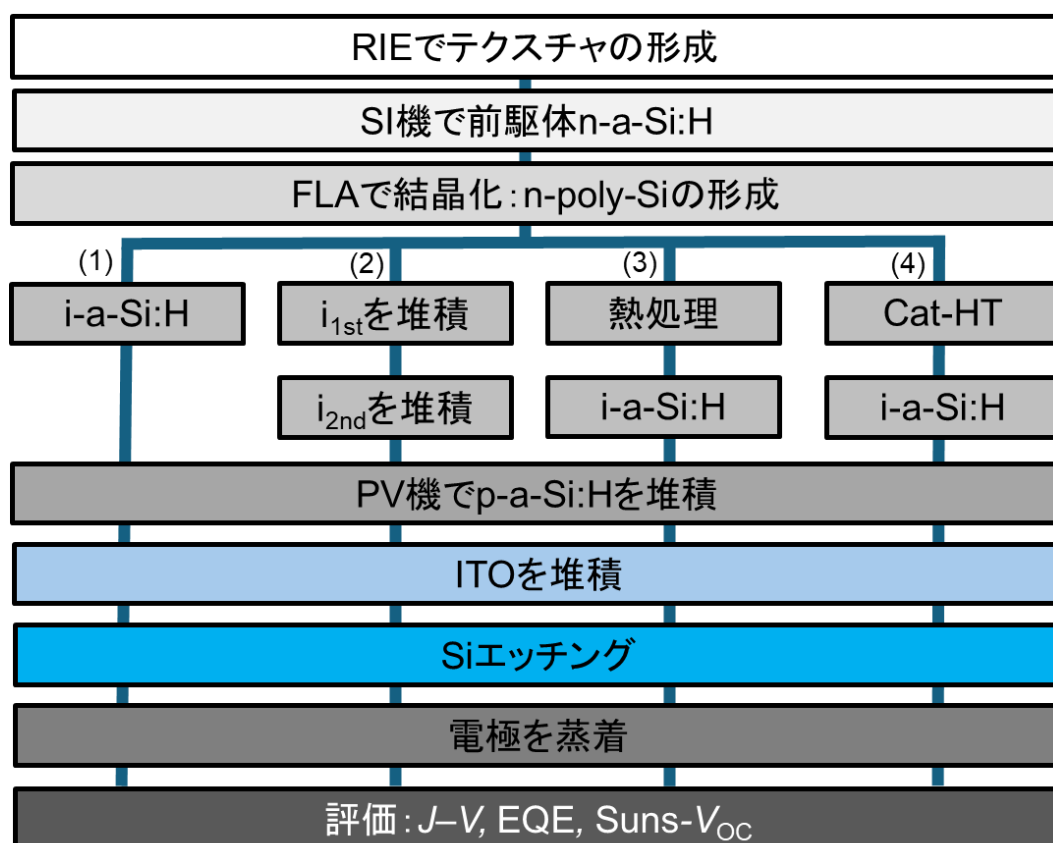 RIEでテクスチャの形成
SI機で前駆体n-a-Si:H
FLAで結晶化：n-poly-Siの形成
(1)
(2)
(3)
(4)
i-a-Si:H
i1stを堆積
熱処理
Cat-HT
i2ndを堆積
i-a-Si:H
i-a-Si:H
PV機でp-a-Si:Hを堆積
ITOを堆積
Siエッチング
電極を蒸着
評価：J–V, EQE, Suns-VOC